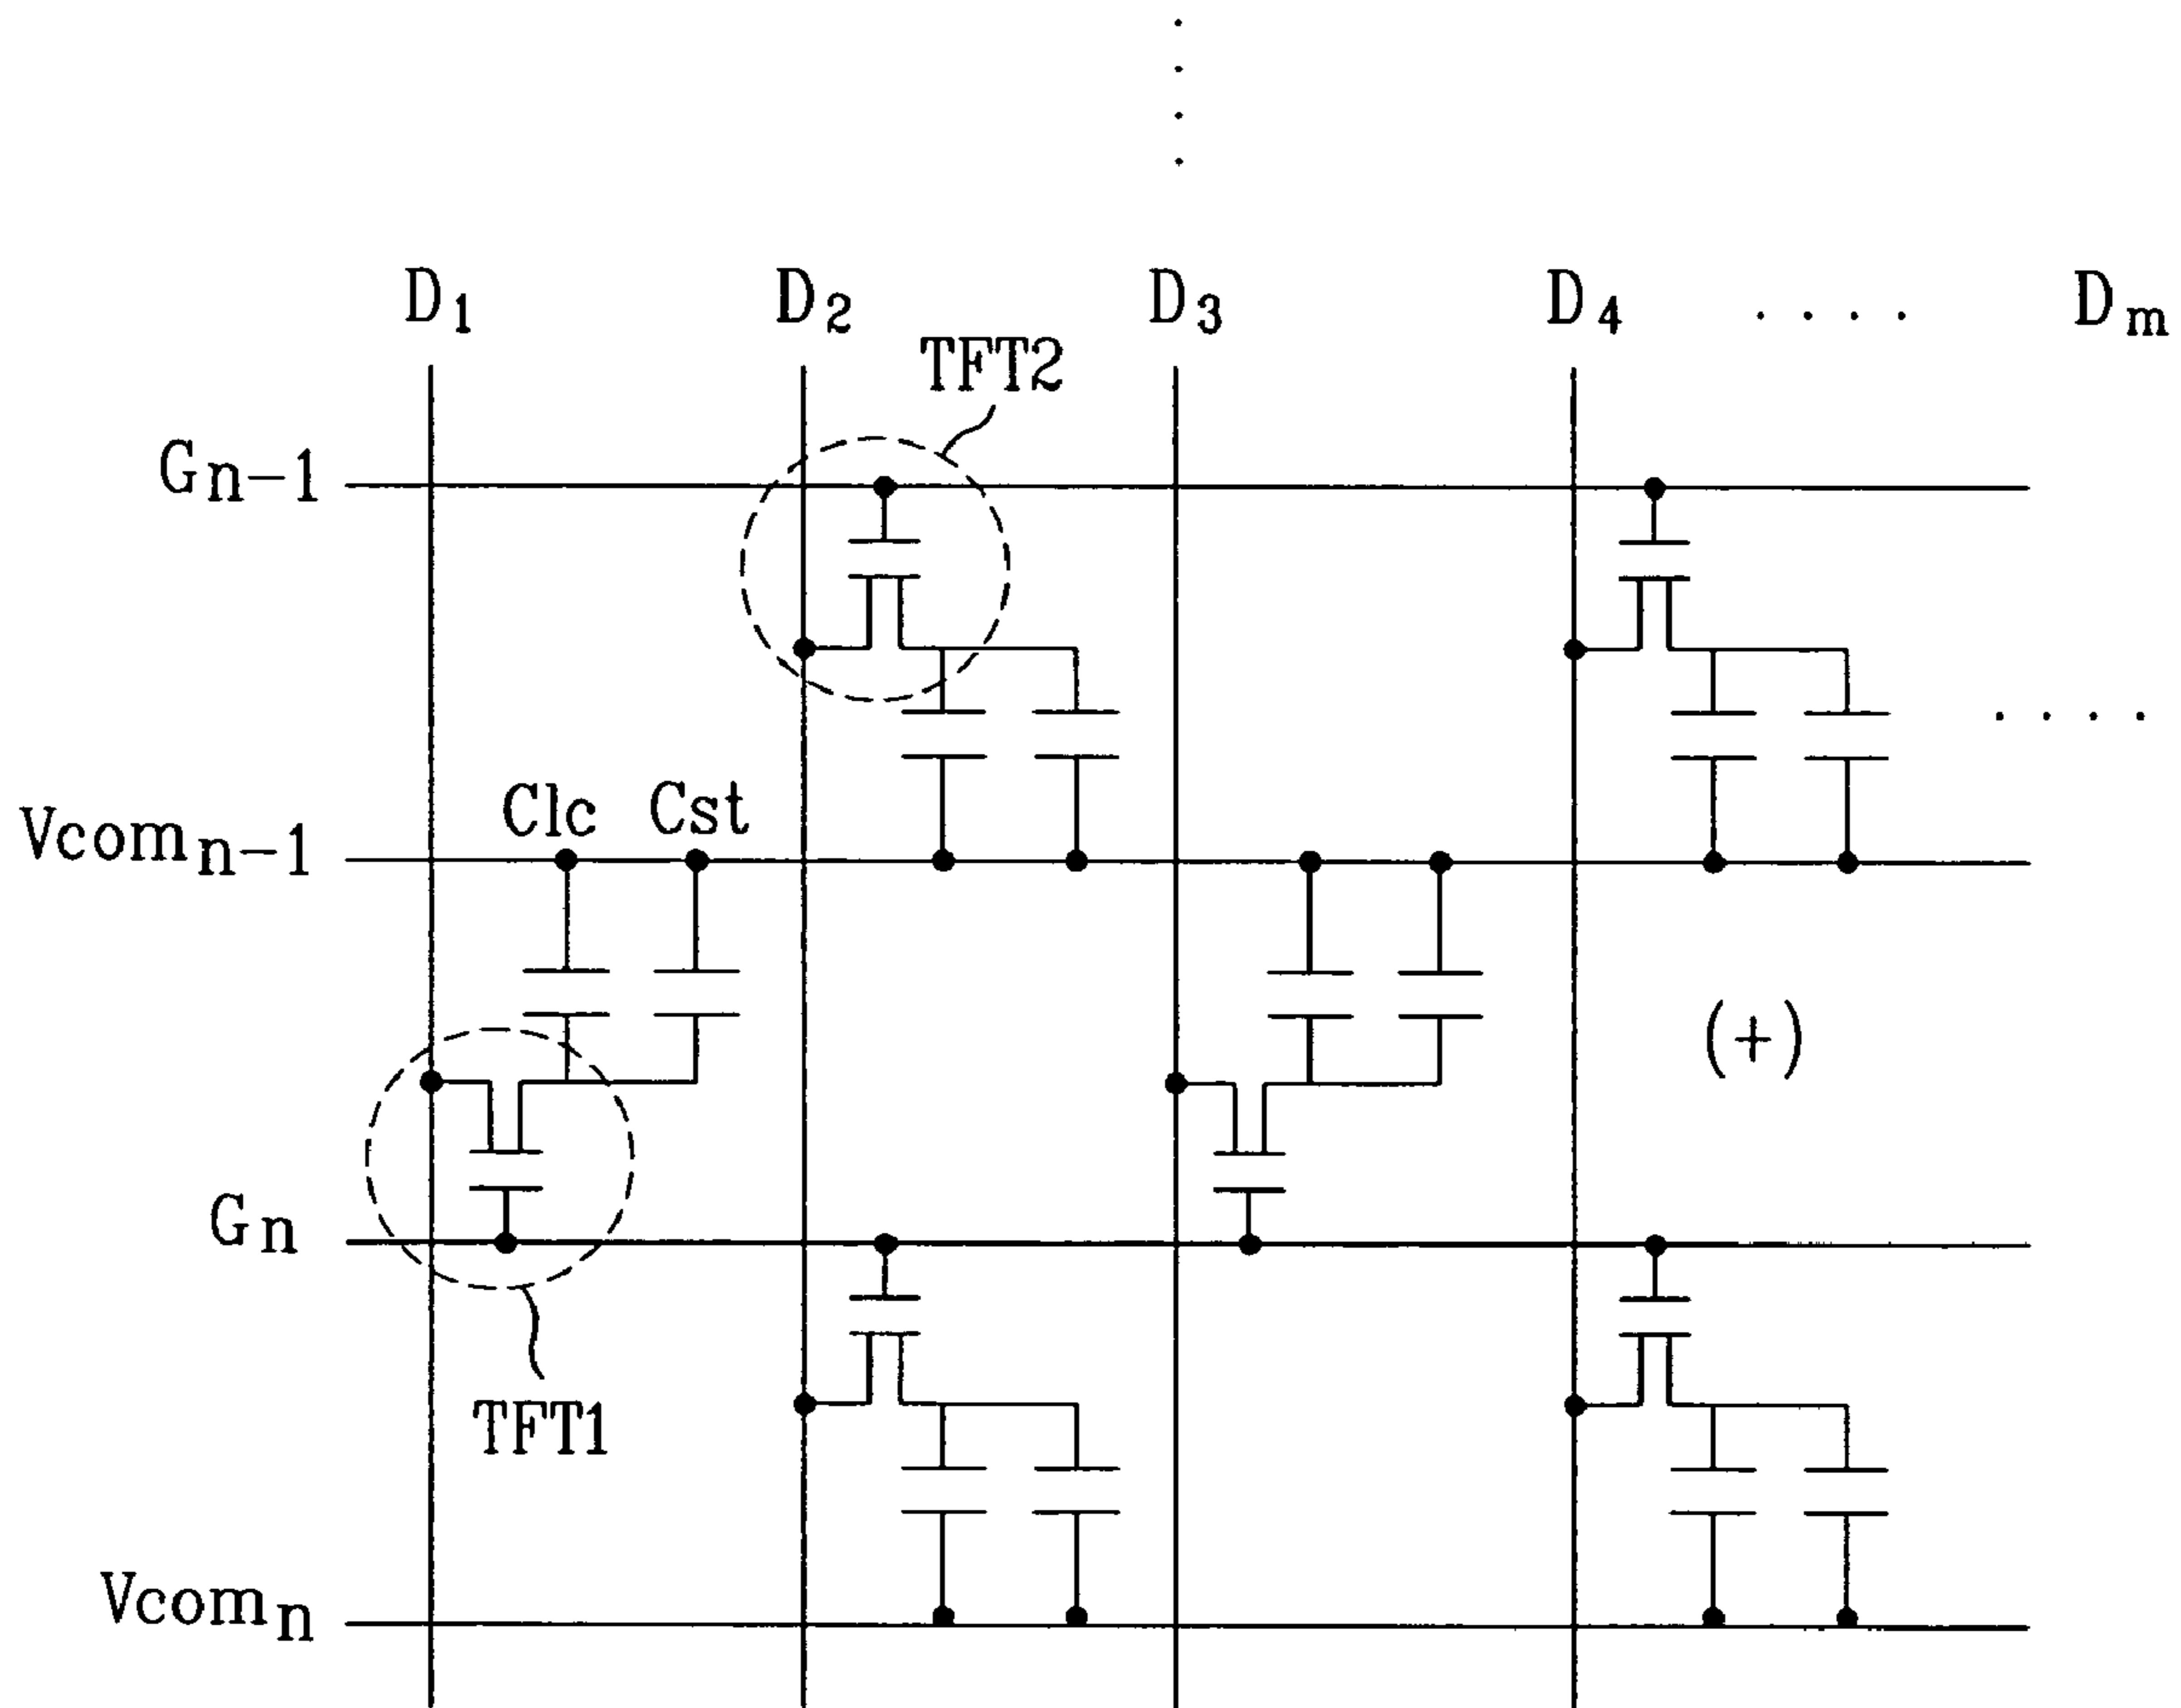 D1 D2 D3 D4 .... Dm
TFT2
Gn-1
Clc Cst
Vcomn-1
(+)
Gn
TFT1
Vcomn